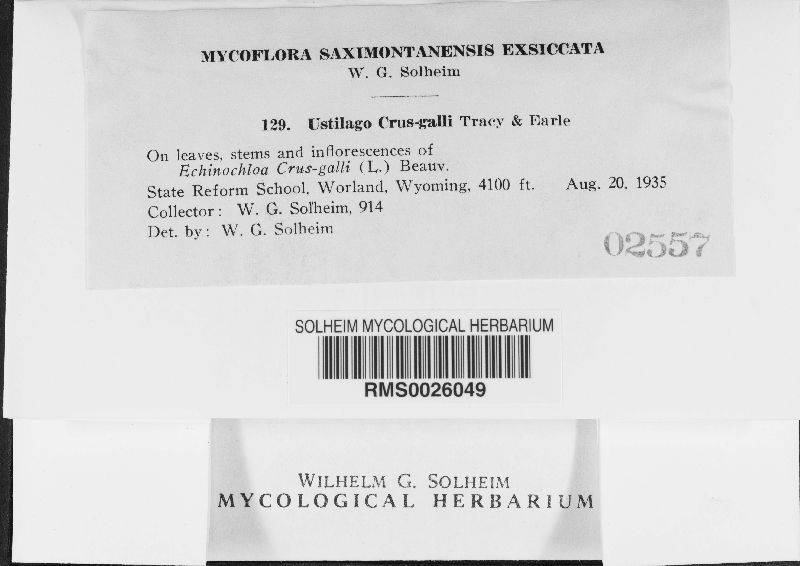 MYCOFLORA SAXIMONTANENSIS EXSICCATA
W. G. Solheim
129. Ustilago Crus-galli Tracy & Earle
On leaves, stems and inflorescences of
Echinochloa Crus-galli (L.) Beauv.
State Reform School, Worland, Wyoming, 4100 ft. Aug. 20, 1935
Collector: W. G. Solheim, 914
Det. by: W. G. Solheim
02557
SOLHEIM MYCOLOGICAL HERBARIUM
RMS0026049
WILHELM G. SOLHEIM
MYCOLOGICAL HERBARIUM